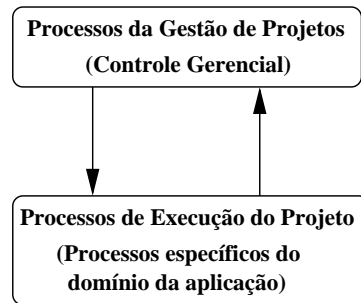 Processos da Gestão de Projetos
(Controle Gerencial)
Processos de Execução do Projeto
(Processos específicos do
domínio da aplicação)